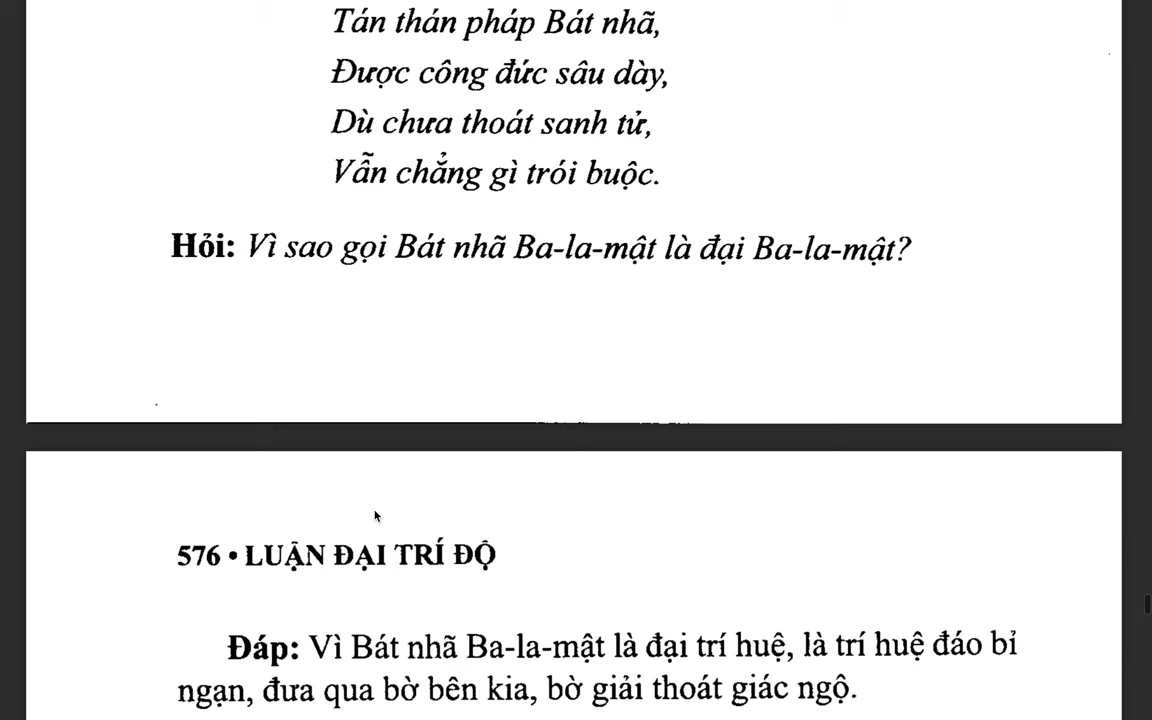 Tán thán pháp Bát nhã,
Được công đức sâu dày,
Dù chưa thoát sanh tử,
Vẫn chẳng gì trói buộc.
Hỏi: Vì sao gọi Bát nhã Ba-la-mật là đại Ba-la-mật?
576 • LUẬN ĐẠI TRÍ ĐỘ
Đáp: Vì Bát nhã Ba-la-mật là đại trí huệ, là trí huệ đáo bỉ
ngạn, đưa qua bờ bên kia, bờ giải thoát giác ngộ.